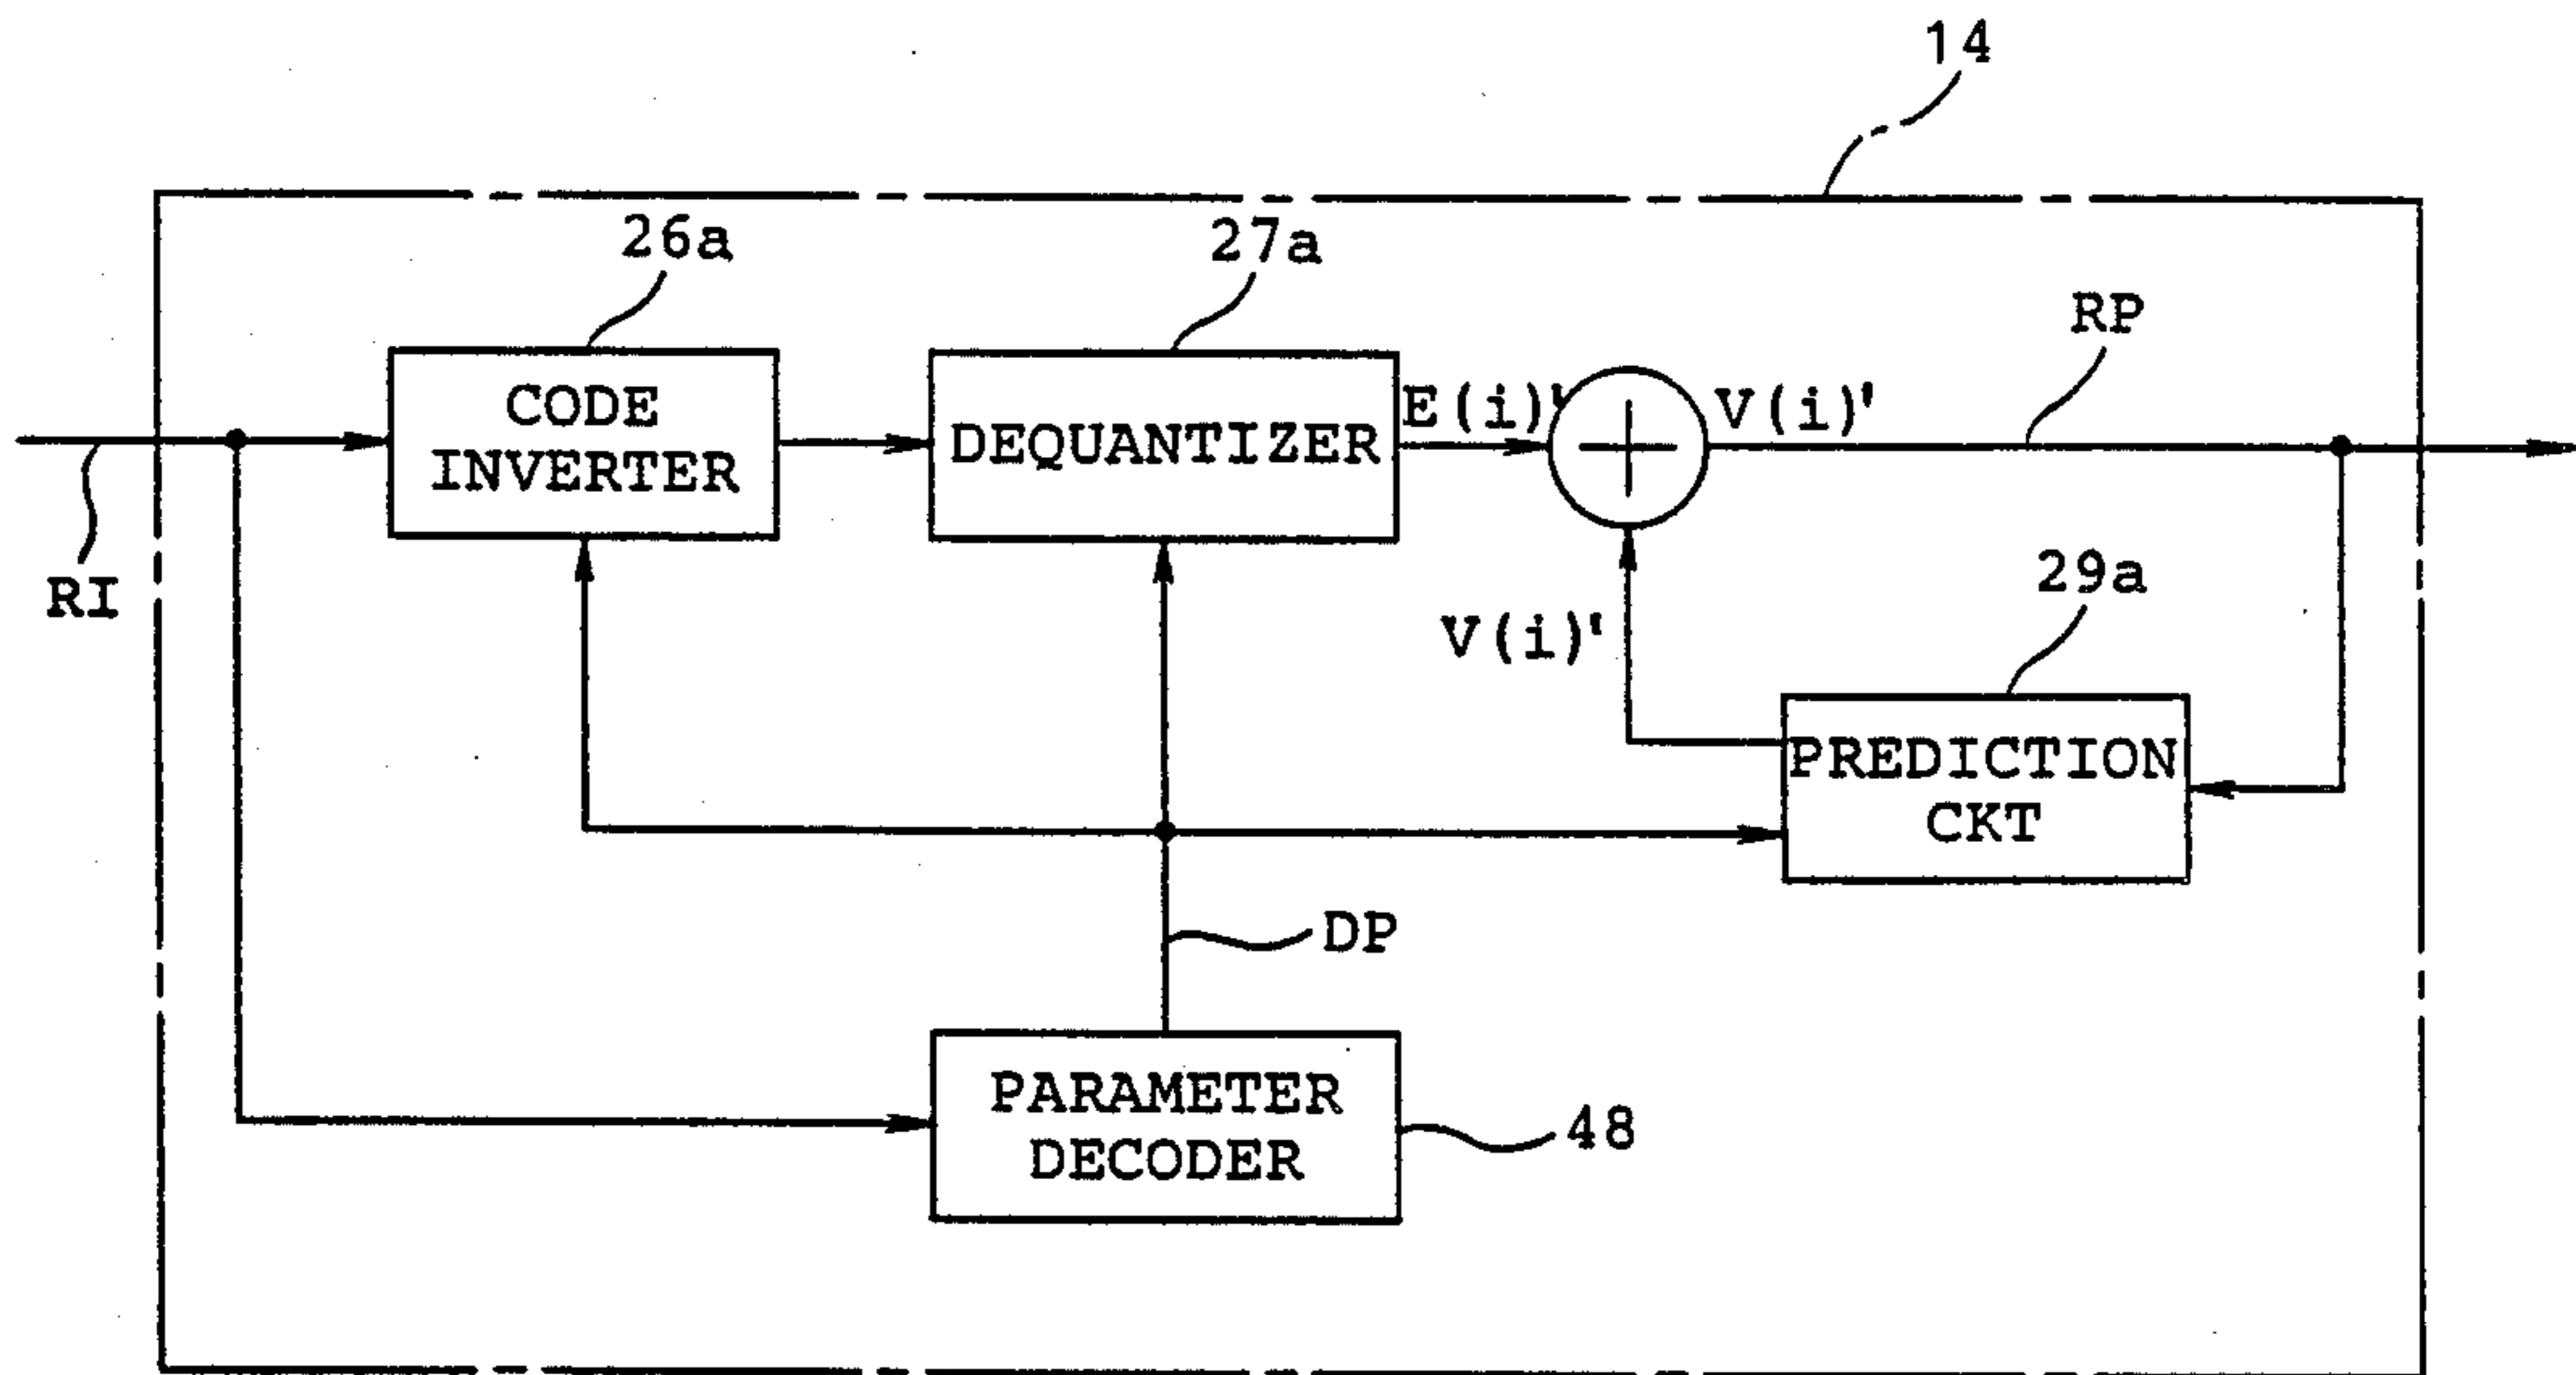 14
26a
27a
RP
CODE
INVERTER
DEQUANTIZER
E(i)'
V(i)'
RI
29a
V(i)'
PREDICTION
CKT
DP
PARAMETER
DECODER
48